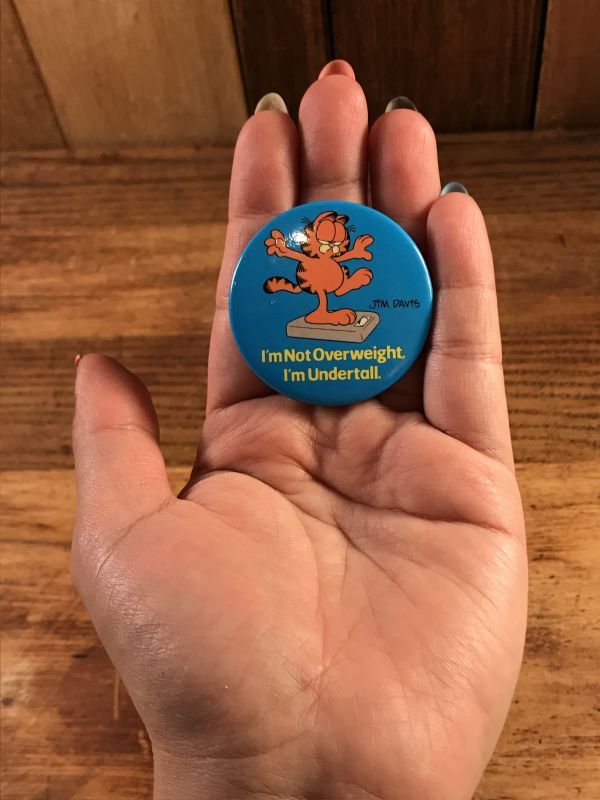 JIM DAVIS
I'm Not Overweight,
I'm Undertall.